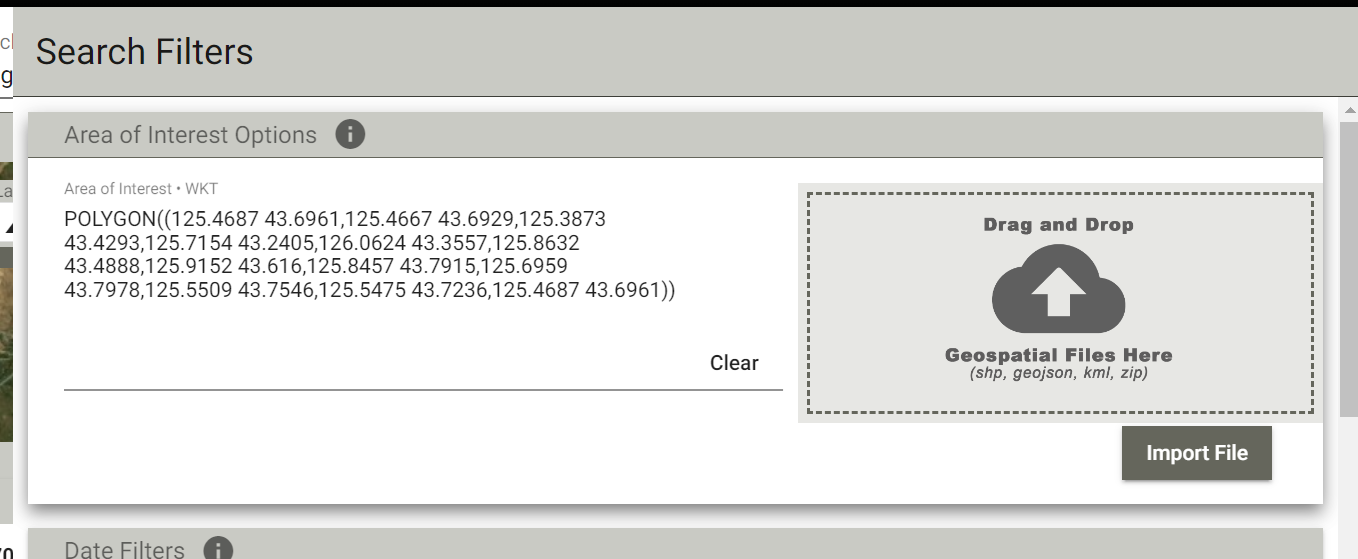 Search Filters
Area of Interest Options
Area of Interest • WKT
POLYGON((125.4687 43.6961,125.4667 43.6929,125.3873
43.4293,125.7154 43.2405,126.0624 43.3557,125.8632
43.4888,125.9152 43.616,125.8457 43.7915,125.6959
43.7978,125.5509 43.7546,125.5475 43.7236,125.4687 43.6961))
Clear
Drag and Drop
Geospatial Files Here
(shp, geojson, kml, zip)
Import File
Date Filters